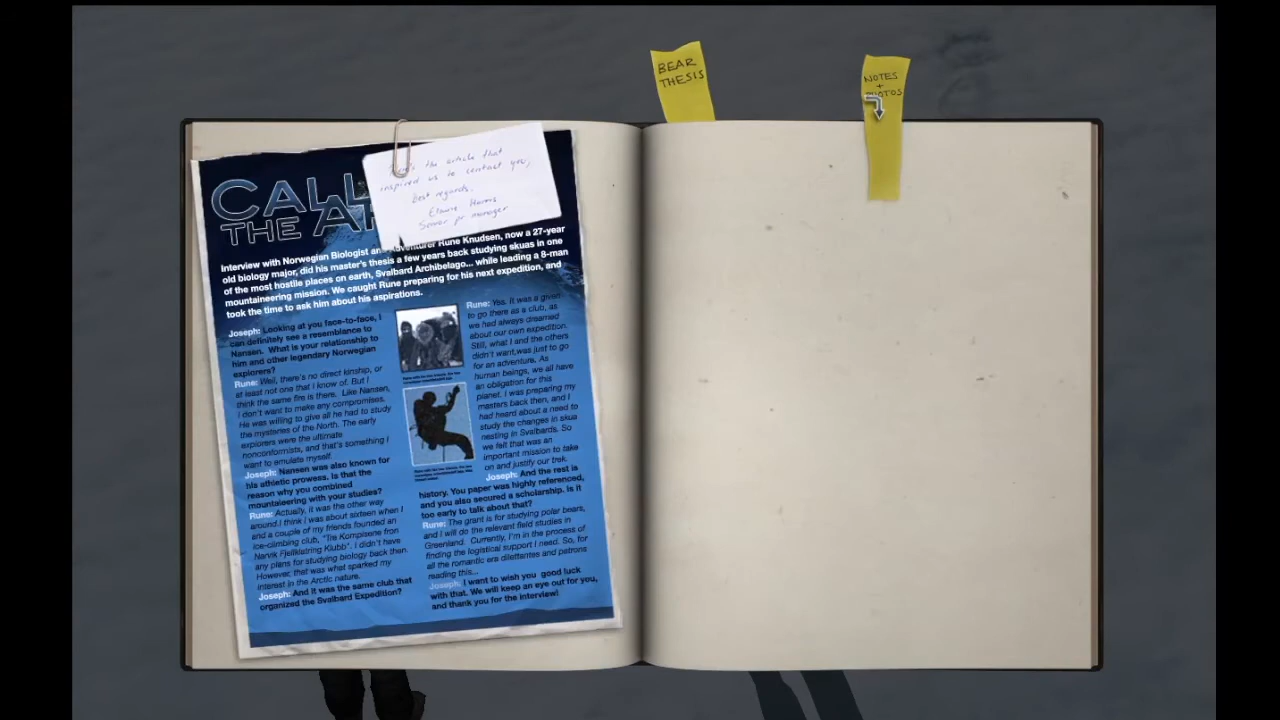 BEAR
THESIS
NOTES
+
PHOTOS
CALL
THE
the article that
inspired us to contact you,
Best regards,
Elaine
Senior pr manager
Interview with Norwegian Biologist an Adventurer Rune Knudsen, now a 27-year
old biology major, did his master's thesis a few years back studying skuas in one
of the most hostile places on earth, Svalbard Archibelago... while leading a 8-man
mountaineering mission. We caught Rune preparing for his next expedition, and
took the time to ask him about his aspirations.
Joseph: Looking at you face-to-face, I
can definitely see a resemblance to
Nansen. What is your relationship to
him and other legendary Norwegian
explorers?
Rune: Well, there's no direct kinship, or
at least not one that I know of. But I
think the same fire is there. Like Nansen,
I don't want to make any compromises.
He was willing to give all he had to study
the mysteries of the North. The early
explorers were the ultimate
nonconformists, and that's something I
want to emulate myself.
Joseph: Nansen was also known for
his athletic prowess. Is that the
reason why you combined
mountaineering with your studies?
Rune: Actually, it was the other way
around.I think I was about sixteen when I
and a couple of my friends founded an
ice-climbing club, "Tre Kompisene fron
Narvik Fjellklatring Klubb". I didn't have
any plans for studying biology back then.
However, that was what sparked my
interest in the Arctic nature.
Joseph: And it was the same club that
organized the Svalbard Expedition?
Rune: Yes. It was a given
to go there as a club, as
we had always dreamed
about our own expedition.
Still, what I and the others
didn't want,was just to go
for an adventure. As
human beings, we all have
an obligation for this
planet. I was preparing my
masters back then, and I
had heard about a need to
study the changes in skua
nesting in Svalbards. So
we felt that was an
important mission to take
on and justify our trek.
Joseph: And the rest is
history. You paper was highly referenced,
and you also secured a scholarship. Is it
too early to talk about that?
Rune: The grant is for studying polar bears,
and I will do the relevant field studies in
Greenland. Currently, I'm in the process of
finding the logistical support I need. So, for
all the romantic era dilettantes and patrons
reading this...
Joseph: I want to wish you good luck
with that. We will keep an eye out for you,
and thank you for the interview!